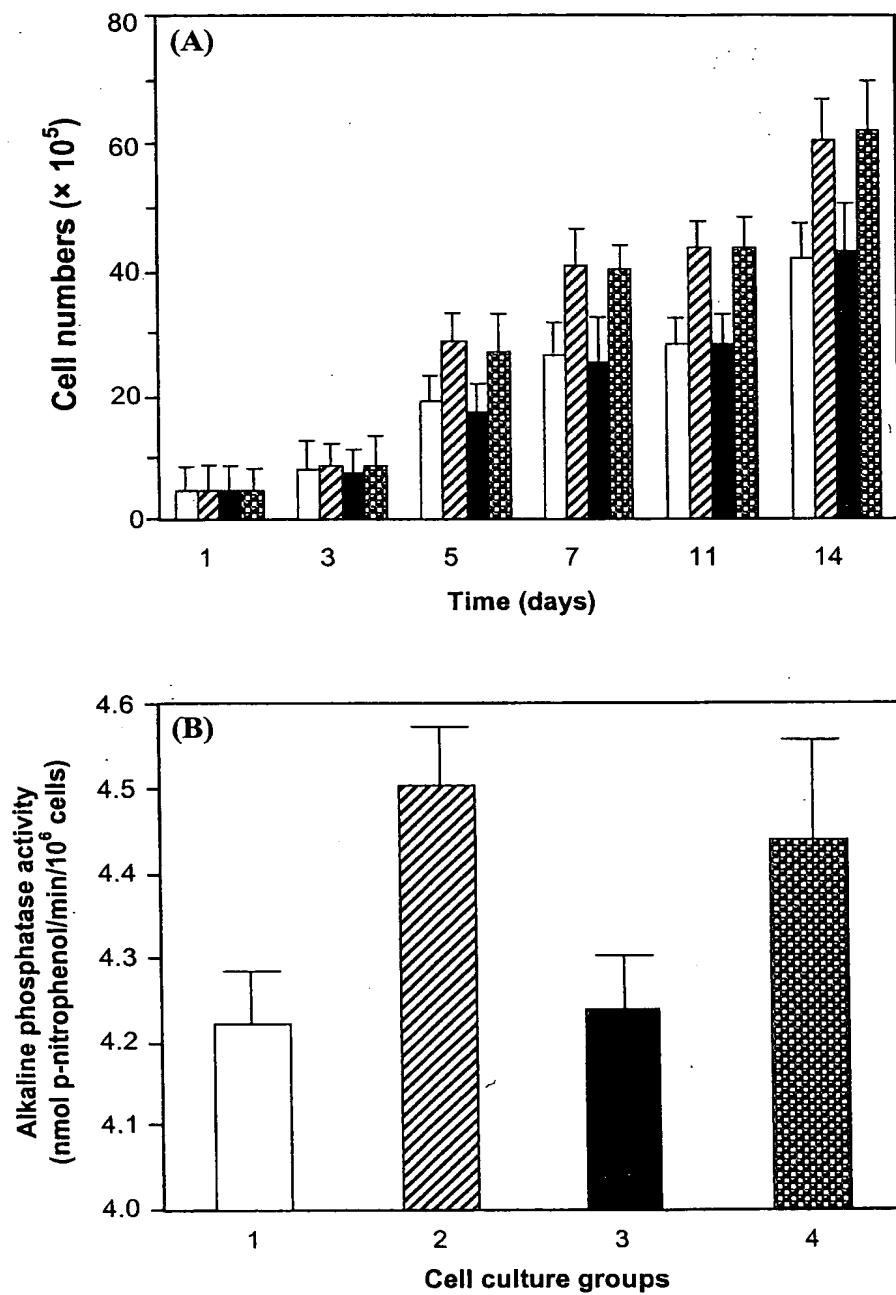 (A)
80
60
40
20
0
Cell numbers (× 10⁵)
1 3 5 7 11 14
Time (days)
(B)
4.6
4.5
4.4
4.3
4.2
4.1
4.0
Alkaline phosphatase activity
(nmol p-nitrophenol/min/10⁶ cells)
1 2 3 4
Cell culture groups